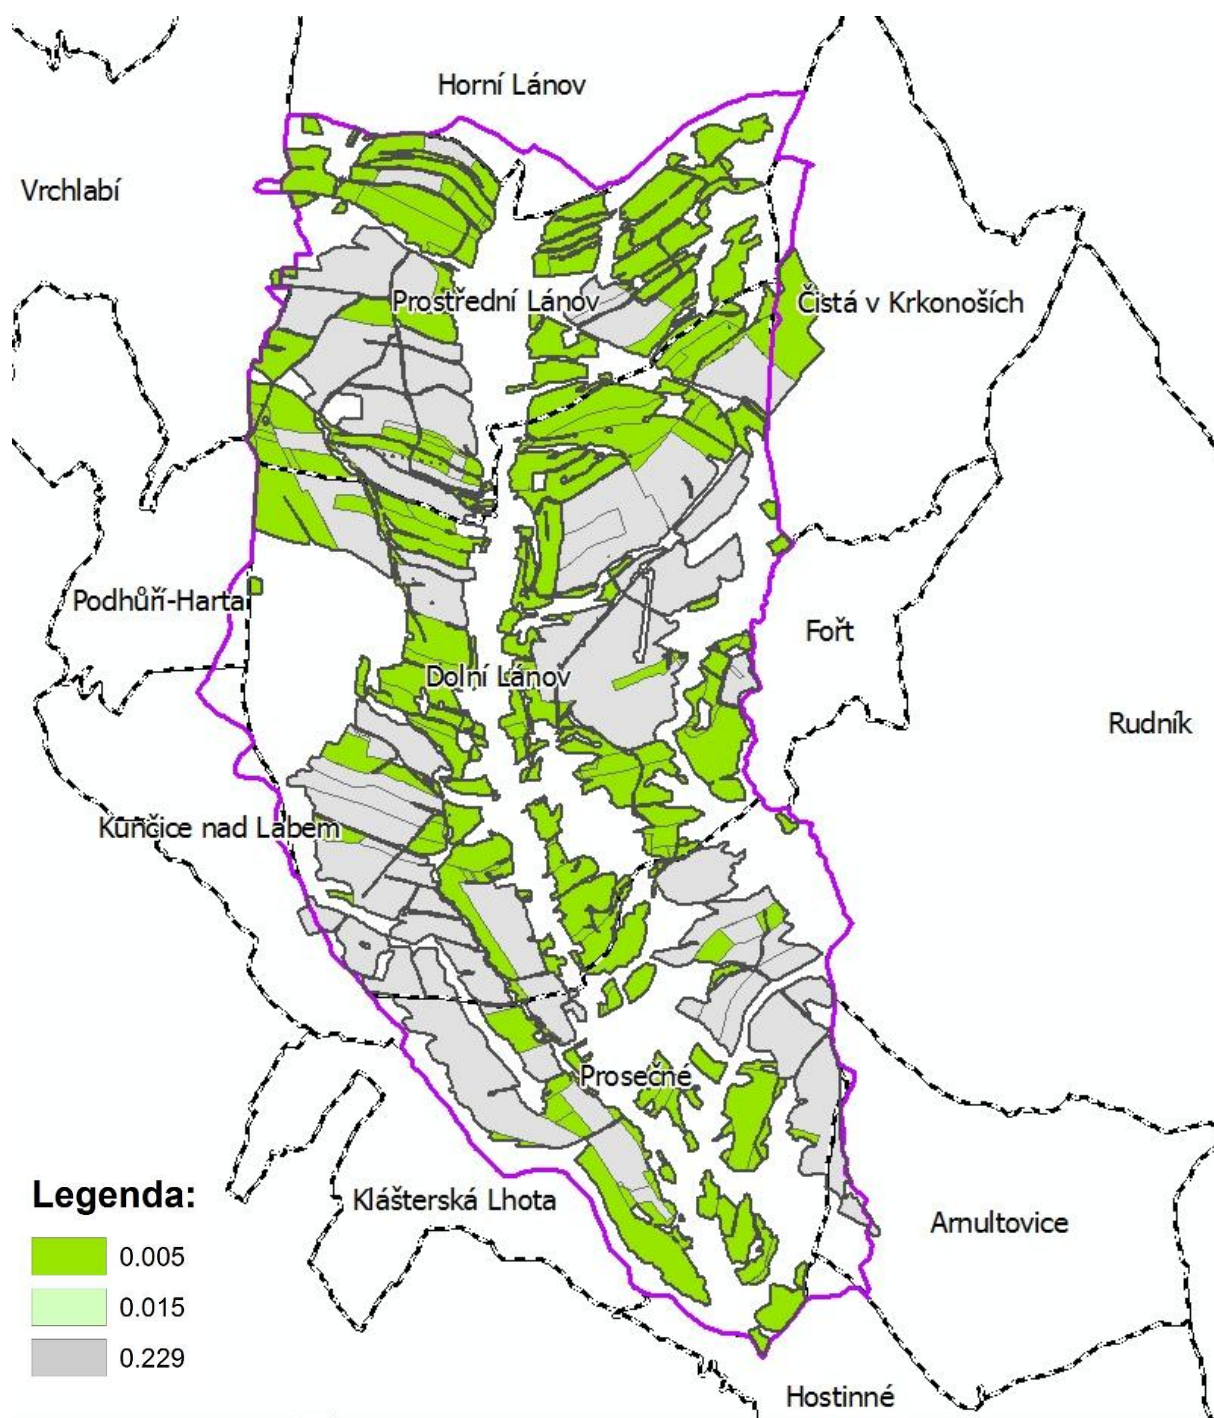 Horní Lánov
Vrchlabí
Prostřední Lánov
Čistá v Krkonoších
Podhůří-Harta
Fořt
Dolní Lánov
Rudník
Kunčice nad Labem
Prosečné
Legenda:
Klášterská Lhota
Arnultovice
0.005
0.015
0.229
Hostinné